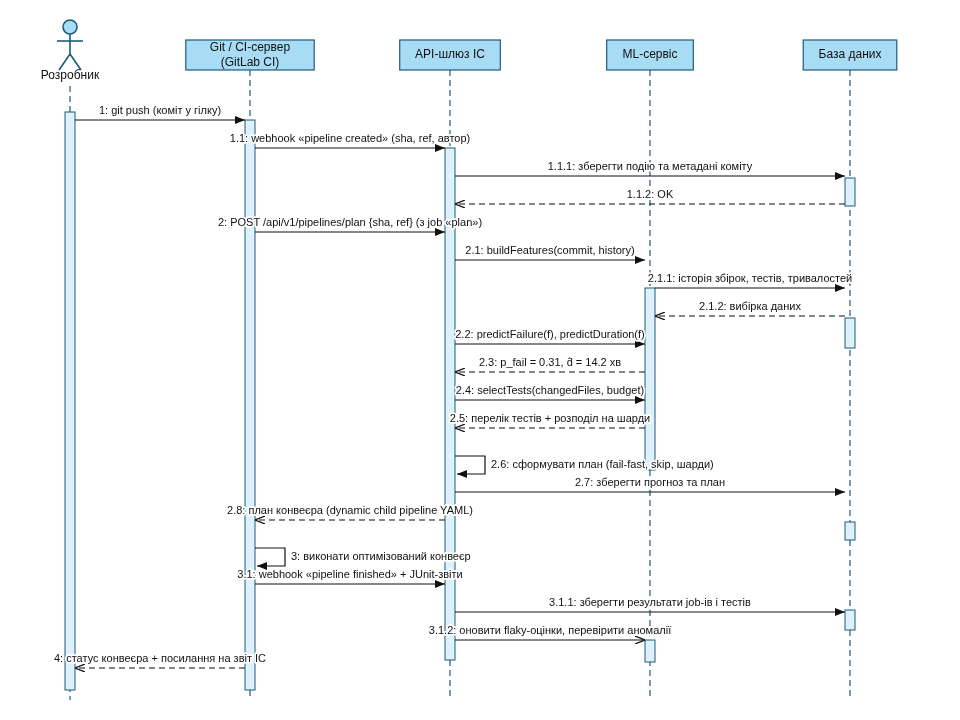 Розробник
Git / CI-сервер
(GitLab CI)
API-шлюз ІС
ML-сервіс
База даних
1: git push (коміт у гілку)
1.1: webhook «pipeline created» (sha, ref, автор)
1.1.1: зберегти подію та метадані коміту
1.1.2: OK
2: POST /api/v1/pipelines/plan {sha, ref} (з job «plan»)
2.1: buildFeatures(commit, history)
2.1.1: історія збірок, тестів, тривалостей
2.1.2: вибірка даних
2.2: predictFailure(f), predictDuration(f)
2.3: p_fail = 0.31, d̂ = 14.2 хв
2.4: selectTests(changedFiles, budget)
2.5: перелік тестів + розподіл на шарди
2.6: сформувати план (fail-fast, skip, шарди)
2.7: зберегти прогноз та план
2.8: план конвеєра (dynamic child pipeline YAML)
3: виконати оптимізований конвеєр
3.1: webhook «pipeline finished» + JUnit-звіти
3.1.1: зберегти результати job-ів і тестів
3.1.2: оновити flaky-оцінки, перевірити аномалії
4: статус конвеєра + посилання на звіт ІС